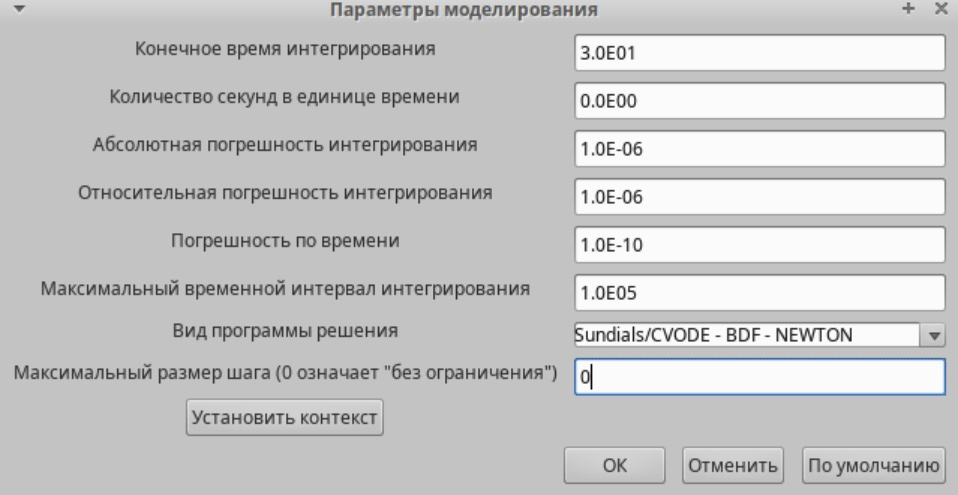 Параметры моделирования
Конечное время интегрирования 3.0E01
Количество секунд в единице времени 0.0E00
Абсолютная погрешность интегрирования 1.0E-06
Относительная погрешность интегрирования 1.0E-06
Погрешность по времени 1.0E-10
Максимальный временной интервал интегрирования 1.0E05
Вид программы решения Sundials/CVODE - BDF - NEWTON
Максимальный размер шага (0 означает "без ограничения") 0
Установить контекст
ОК Отменить По умолчанию